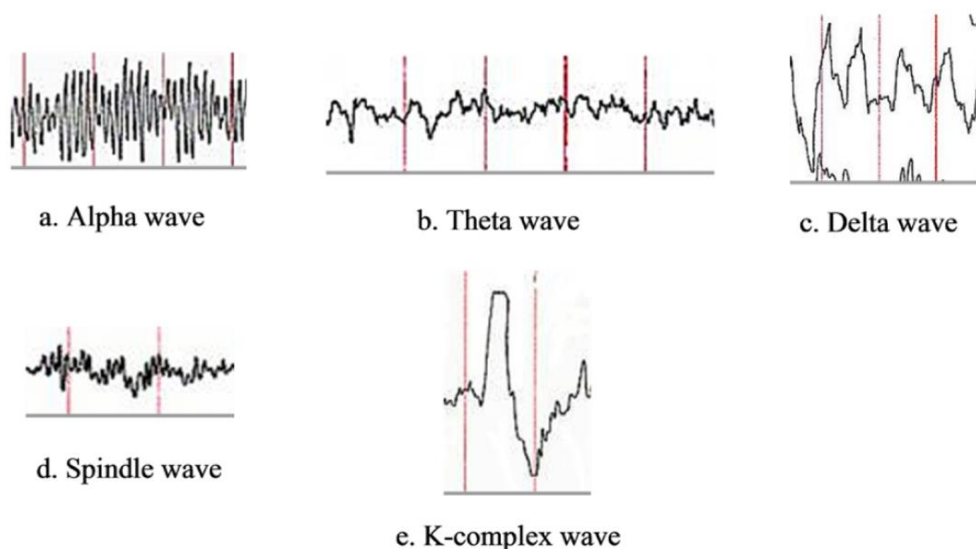 a. Alpha wave
b. Theta wave
c. Delta wave
d. Spindle wave
e. K-complex wave